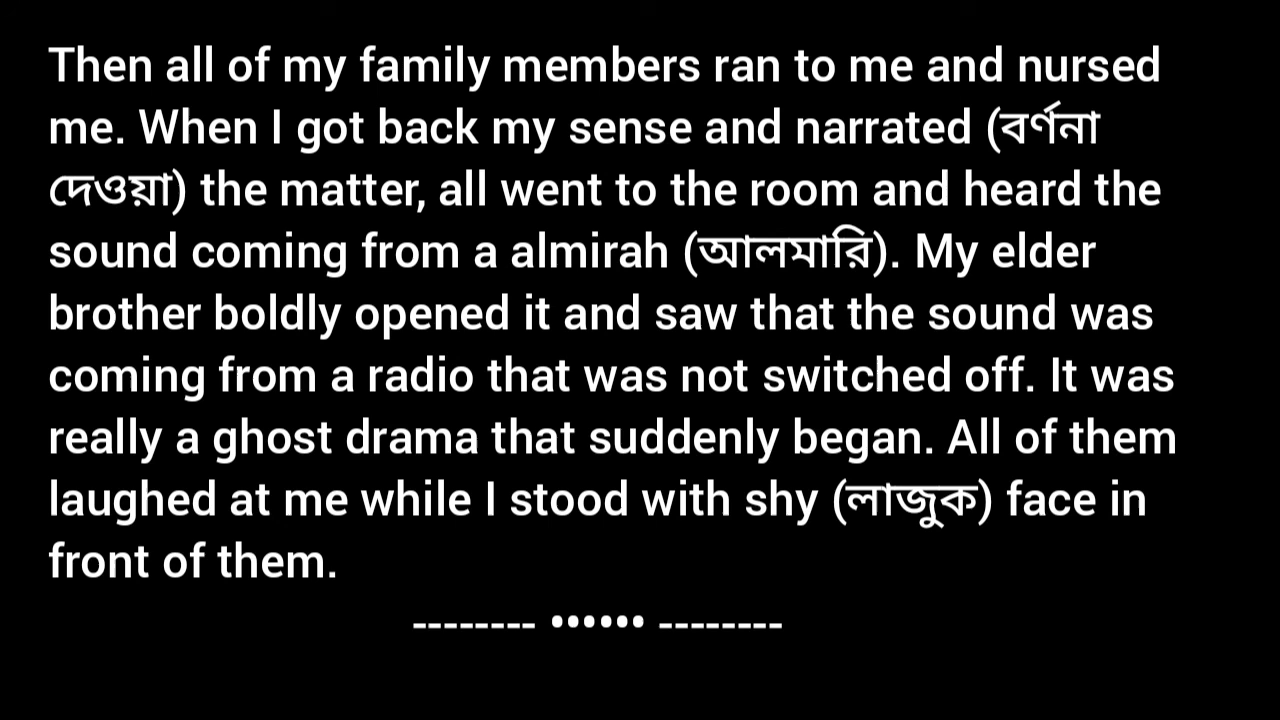 Then all of my family members ran to me and nursed
me. When I got back my sense and narrated (বর্ণনা
দেওয়া) the matter, all went to the room and heard the
sound coming from a almirah (আলমারি). My elder
brother boldly opened it and saw that the sound was
coming from a radio that was not switched off. It was
really a ghost drama that suddenly began. All of them
laughed at me while I stood with shy (লাজুক) face in
front of them.
-------- •••••• --------